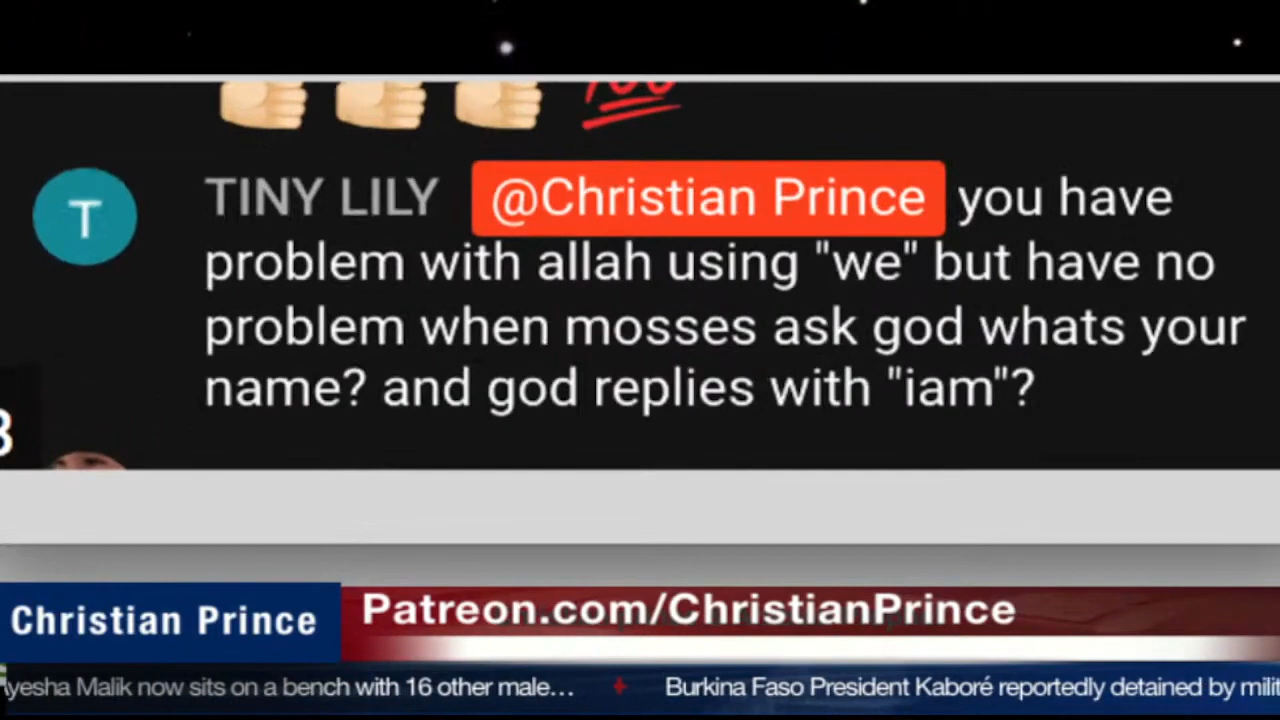 TINY LILY @Christian Prince you have
problem with allah using "we" but have no
problem when mosses ask god whats your
name? and god replies with "iam"?
Christian Prince
Patreon.com/ChristianPrince
yesha Malik now sits on a bench with 16 other male… Burkina Faso President Kaboré reportedly detained by milit